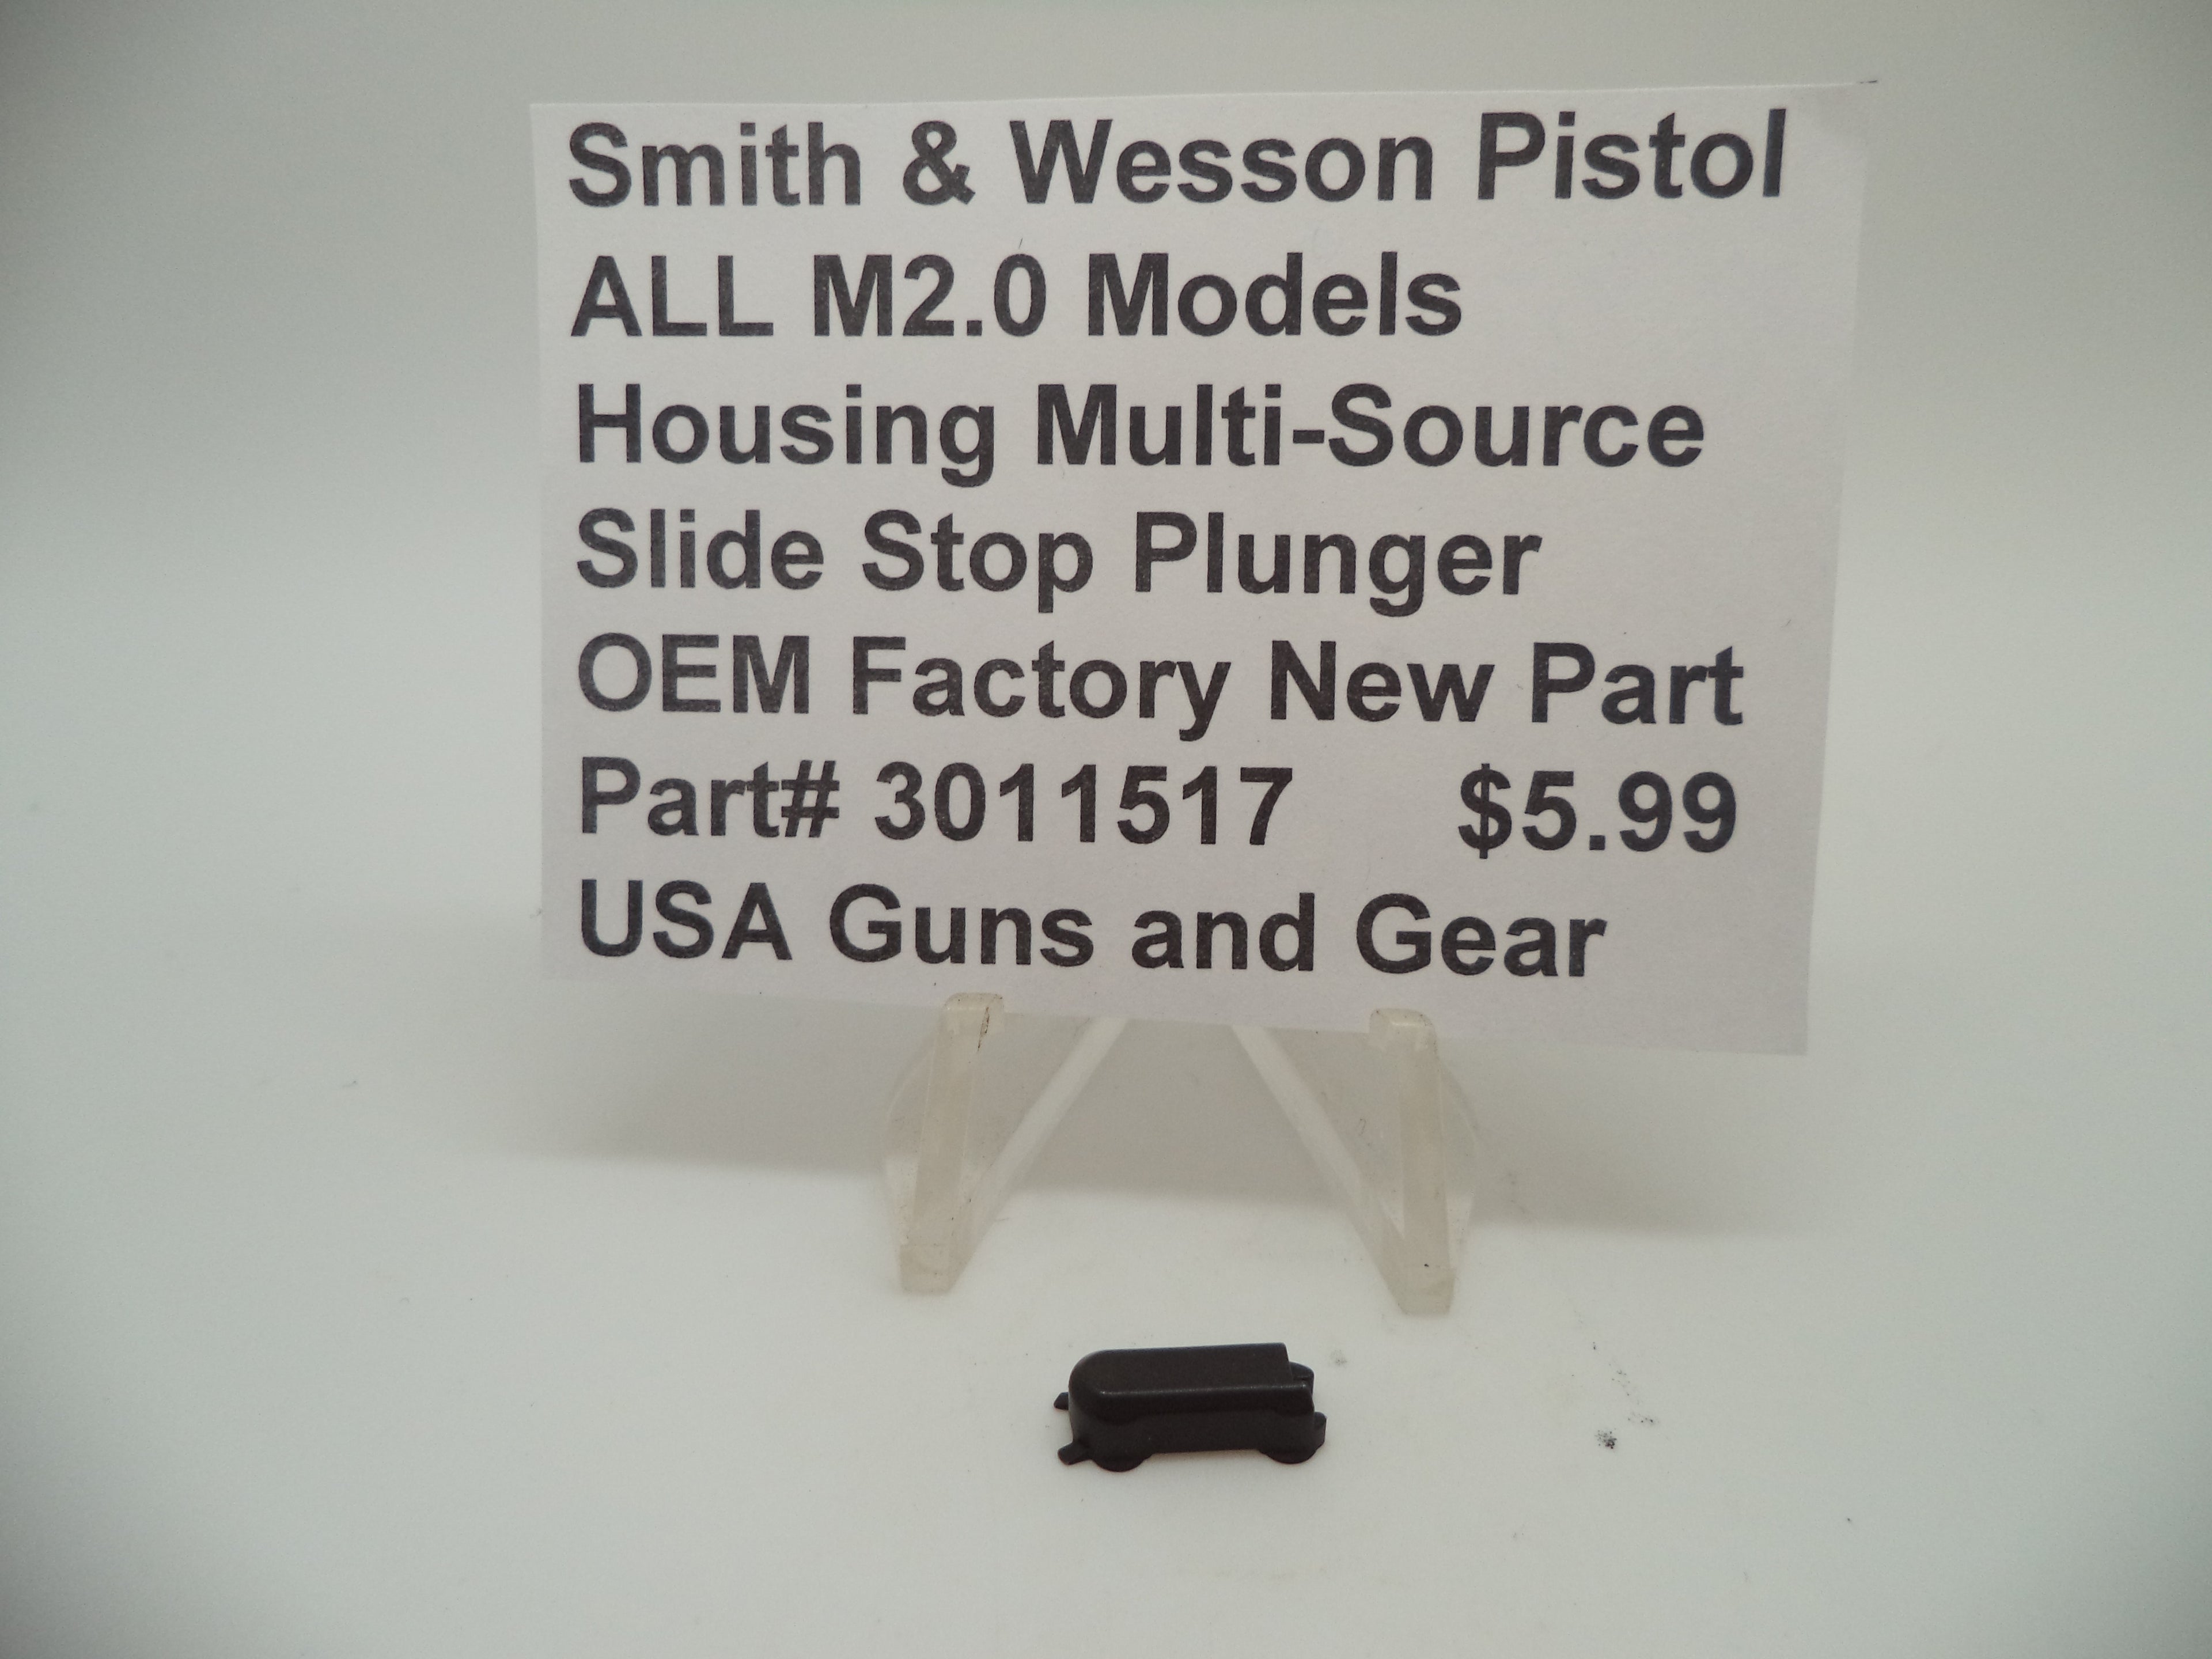 Smith & Wesson Pistol
ALL M2.0 Models
Housing Multi-Source
Slide Stop Plunger
OEM Factory New Part
Part# 3011517 $5.99
USA Guns and Gear